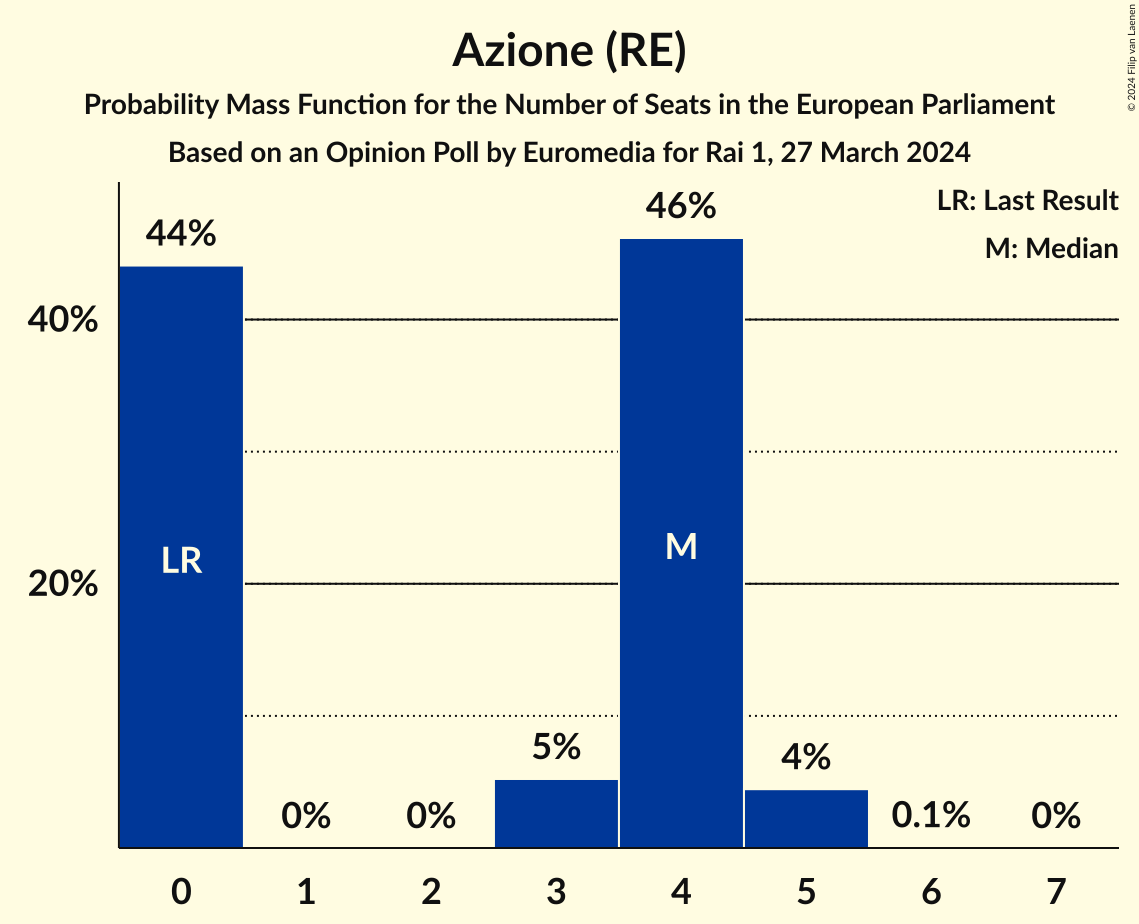 Azione (RE)
Probability Mass Function for the Number of Seats in the European Parliament
Based on an Opinion Poll by Euromedia for Rai 1, 27 March 2024
© 2024 Filip van Laenen
LR: Last Result
M: Median
44%
46%
40%
LR
M
20%
5%
4%
0%
0%
0.1%
0%
0
1
2
3
4
5
6
7